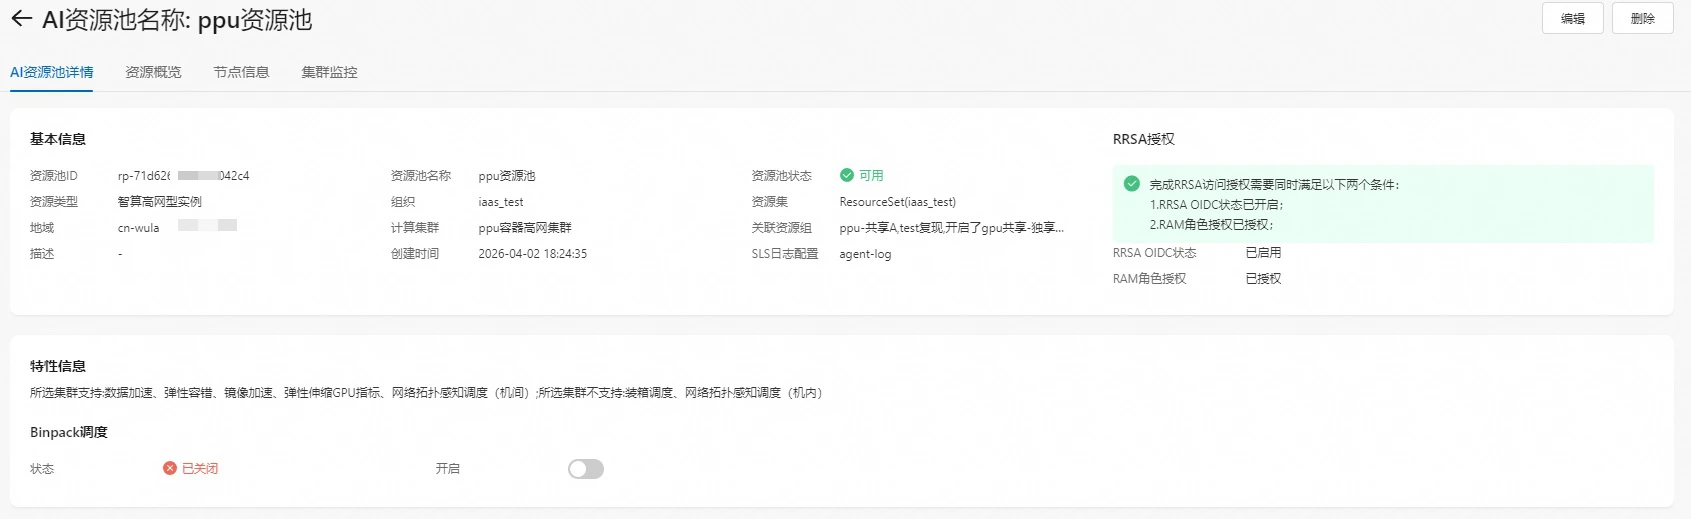 AI资源池名称: ppu资源池
编辑
删除
AI资源池详情
资源概览
节点信息
集群监控
基本信息
资源池ID
rp-71d626 042c4
资源池名称
ppu资源池
资源池状态
可用
资源类型
智算高网型实例
组织
iaas_test
资源集
ResourceSet(iaas_test)
地域
cn-wula
计算集群
ppu容器高网集群
关联资源组
ppu-共享A,test复现,开启了gpu共享-独享...
描述
-
创建时间
2026-04-02 18:24:35
SLS日志配置
agent-log
RRSA授权
完成RRSA访问授权需要同时满足以下两个条件：
1.RRSA OIDC状态已开启；
2.RAM角色授权已授权；
RRSA OIDC状态
已启用
RAM角色授权
已授权
特性信息
所选集群支持:数据加速、弹性容错、镜像加速、弹性伸缩GPU指标、网络拓扑感知调度（机间）;所选集群不支持:装箱调度、网络拓扑感知调度（机内）
Binpack调度
状态
已关闭
开启